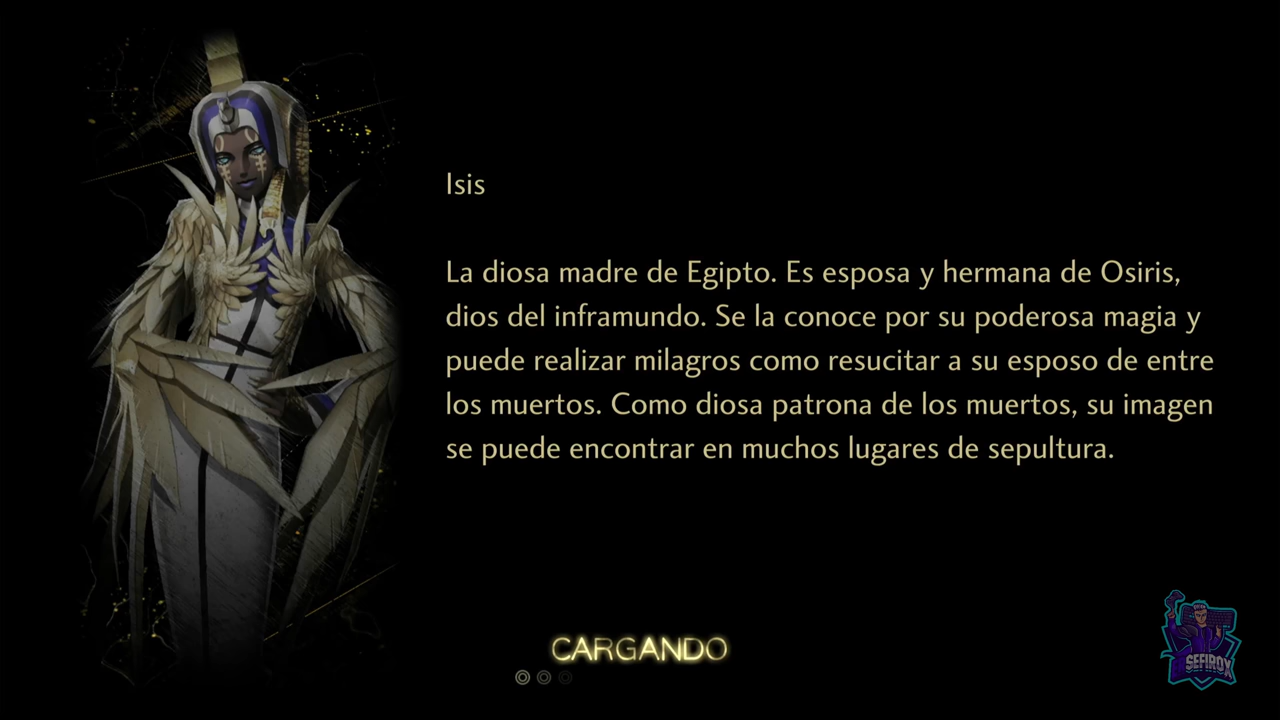 Isis
La diosa madre de Egipto. Es esposa y hermana de Osiris,
dios del inframundo. Se la conoce por su poderosa magia y
puede realizar milagros como resucitar a su esposo de entre
los muertos. Como diosa patrona de los muertos, su imagen
se puede encontrar en muchos lugares de sepultura.
CARGANDO
SEFIROX